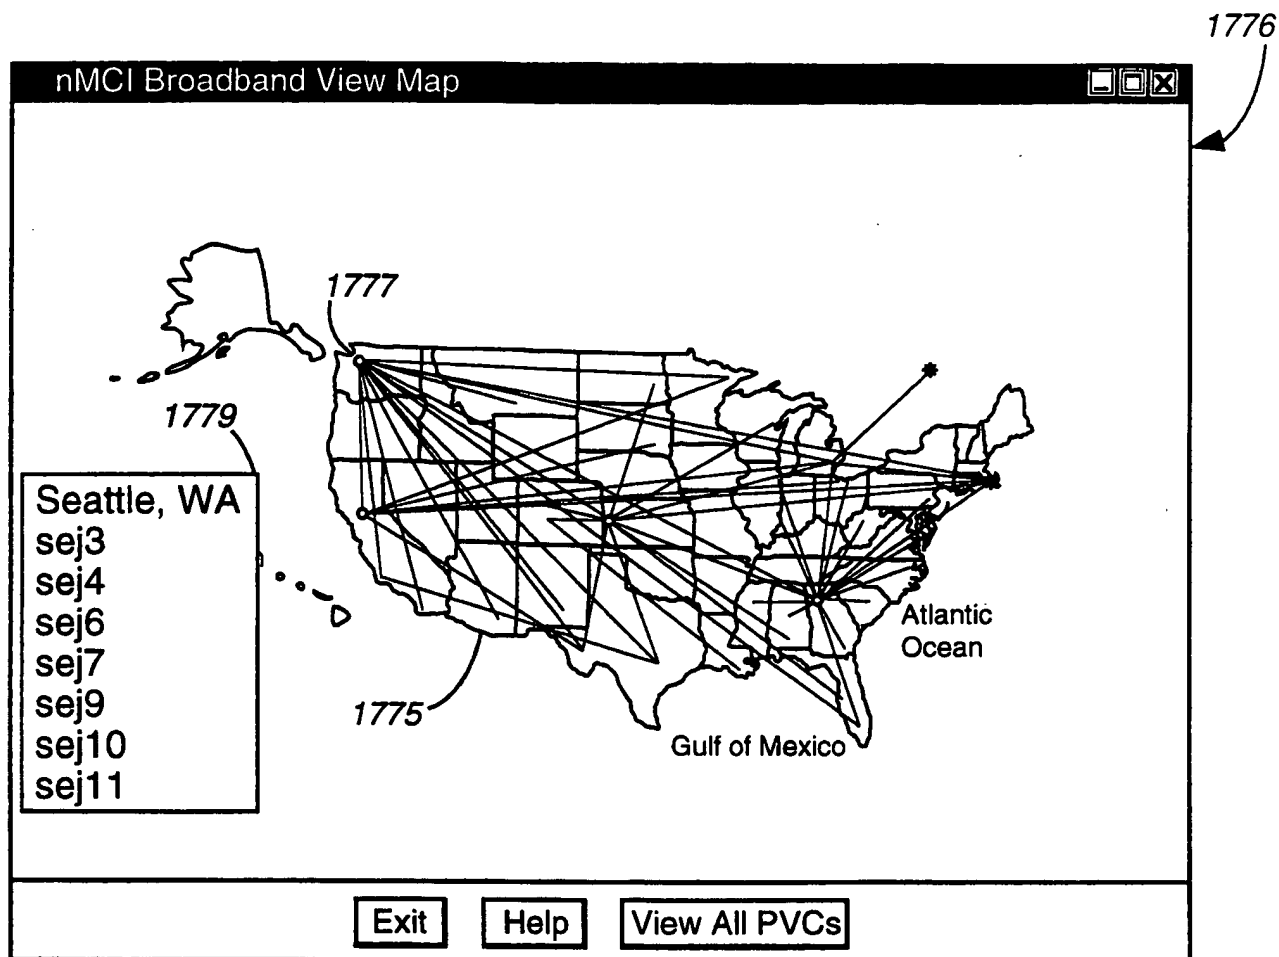 1776
nMCI Broadband View Map
1777
1779
Seattle, WA
sej3
sej4
sej6
sej7
sej9
sej10
sej11
1775
Atlantic
Ocean
Gulf of Mexico
Exit
Help
View All PVCs